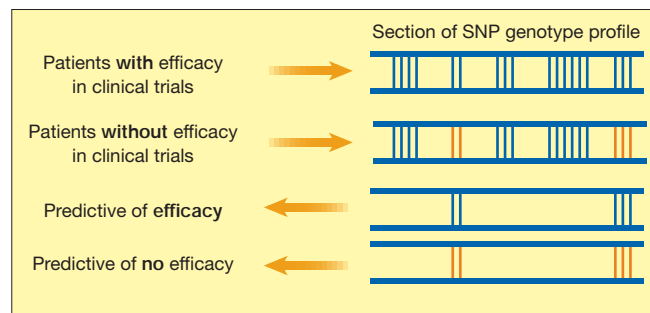 Section of SNP genotype profile
Patients with efficacy
in clinical trials
Patients without efficacy
in clinical trials
Predictive of efficacy
Predictive of no efficacy